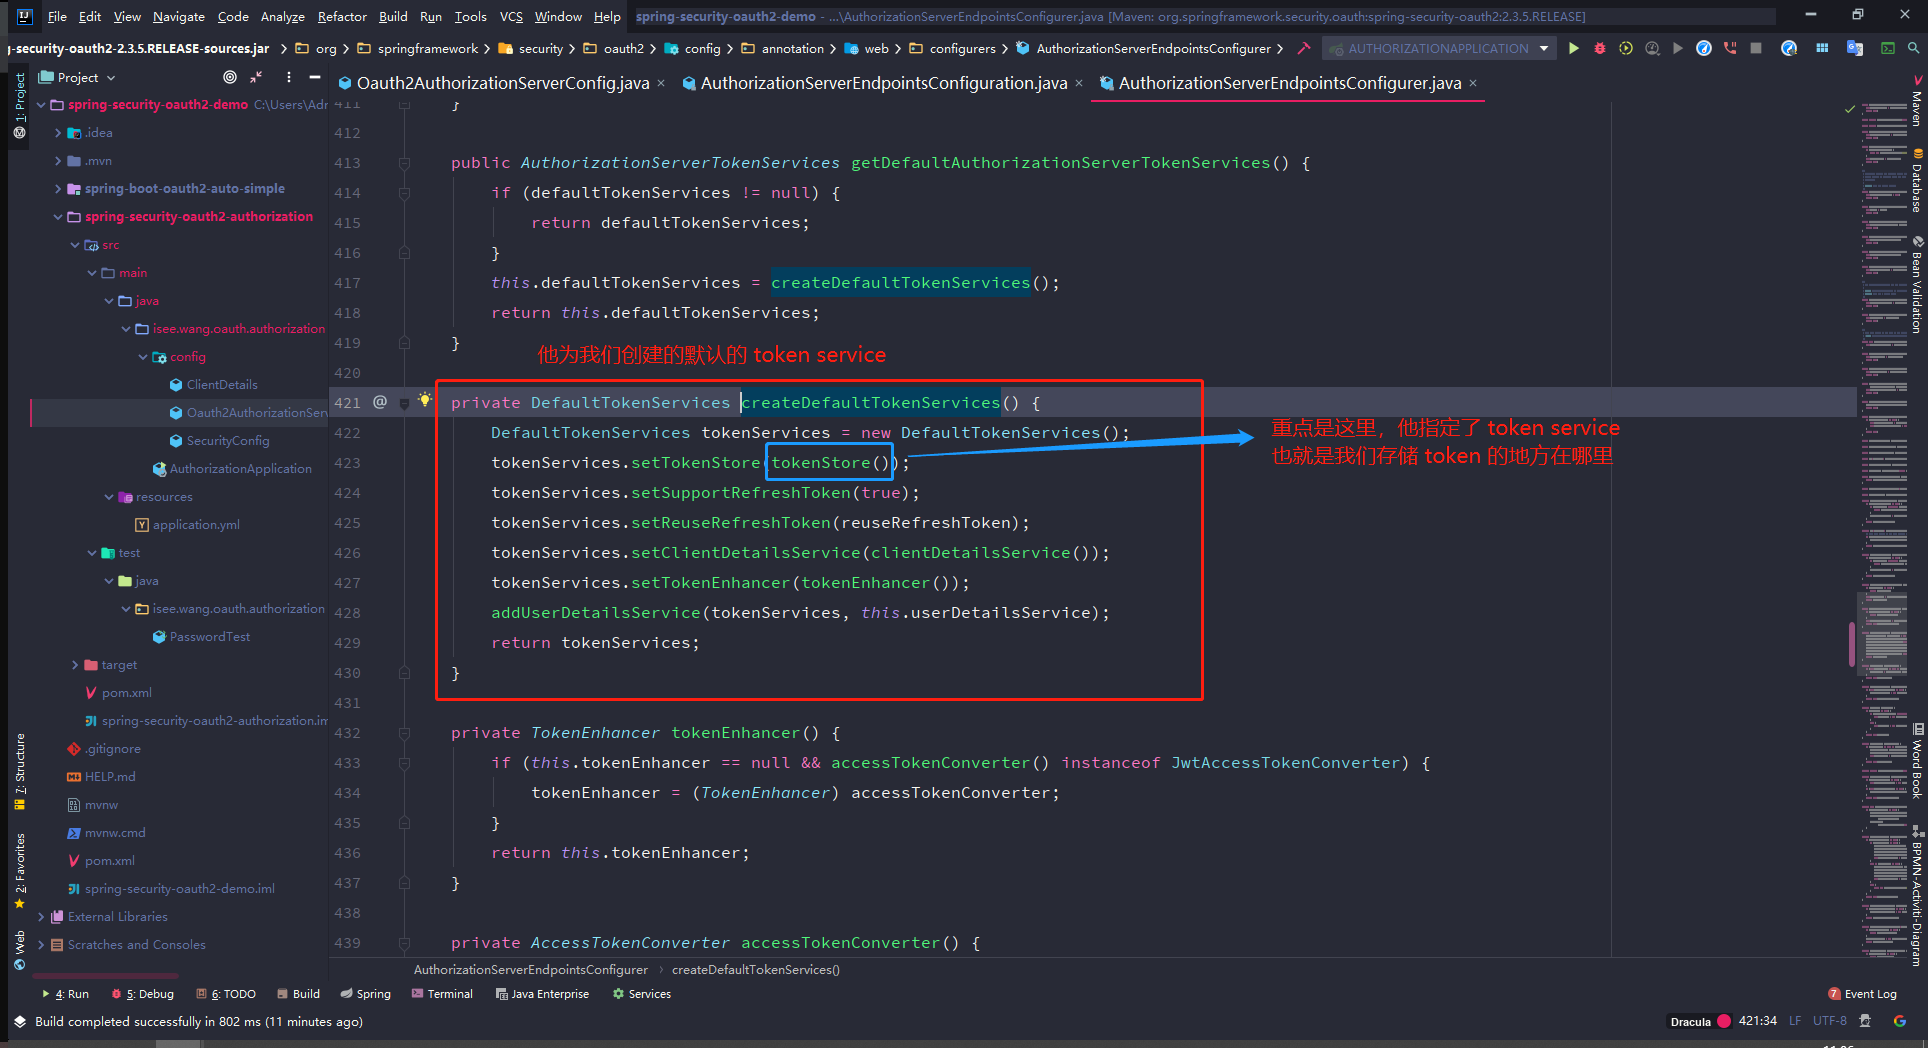 File Edit View Navigate Code Analyze Refactor Build Run Tools VCS Window Help spring-security-oauth2-demo - ...\AuthorizationServerEndpointsConfigurer.java [Maven: org.springframework.security.oauth:spring-security-oauth2:2.3.5.RELEASE]
g-security-oauth2-2.3.5.RELEASE-sources.jar org springframework security oauth2 config annotation web configurers AuthorizationServerEndpointsConfigurer AUTHORIZATIONAPPLICATION
Project
Oauth2AuthorizationServerConfig.java × AuthorizationServerEndpointsConfiguration.java × AuthorizationServerEndpointsConfigurer.java ×
1: Project
7: Structure
2: Favorites
Web
spring-security-oauth2-demo C:\Users\Adr
.idea
.mvn
spring-boot-oauth2-auto-simple
spring-security-oauth2-authorization
src
main
java
isee.wang.oauth.authorization
config
ClientDetails
Oauth2AuthorizationServ
SecurityConfig
AuthorizationApplication
resources
application.yml
test
java
isee.wang.oauth.authorization
PasswordTest
target
pom.xml
spring-security-oauth2-authorization.im
.gitignore
HELP.md
mvnw
mvnw.cmd
pom.xml
spring-security-oauth2-demo.iml
External Libraries
Scratches and Consoles
411 }
412
413 public AuthorizationServerTokenServices getDefaultAuthorizationServerTokenServices() {
414 if (defaultTokenServices != null) {
415 return defaultTokenServices;
416 }
417 this.defaultTokenServices = createDefaultTokenServices();
418 return this.defaultTokenServices;
419 }
他为我们创建的默认的 token service
420
421 @ private DefaultTokenServices createDefaultTokenServices() {
422 DefaultTokenServices tokenServices = new DefaultTokenServices();
423 tokenServices.setTokenStore(tokenStore());
424 tokenServices.setSupportRefreshToken(true);
425 tokenServices.setReuseRefreshToken(reuseRefreshToken);
426 tokenServices.setClientDetailsService(clientDetailsService());
427 tokenServices.setTokenEnhancer(tokenEnhancer());
428 addUserDetailsService(tokenServices, this.userDetailsService);
429 return tokenServices;
430 }
重点是这里，他指定了 token service
也就是我们存储 token 的地方在哪里
431
432 private TokenEnhancer tokenEnhancer() {
433 if (this.tokenEnhancer == null && accessTokenConverter() instanceof JwtAccessTokenConverter) {
434 tokenEnhancer = (TokenEnhancer) accessTokenConverter;
435 }
436 return this.tokenEnhancer;
437 }
438
439 private AccessTokenConverter accessTokenConverter() {
Maven
Database
Bean Validation
Word Book
BPMN-Activiti-Diagram
AuthorizationServerEndpointsConfigurer createDefaultTokenServices()
4: Run 5: Debug 6: TODO Build Spring Terminal Java Enterprise Services 7 Event Log
Build completed successfully in 802 ms (11 minutes ago) Dracula 421:34 LF UTF-8